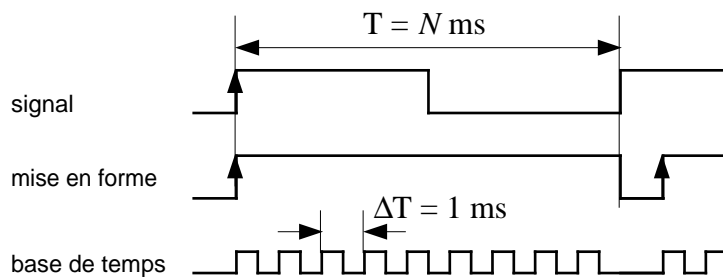 T = N ms
signal
mise en forme
ΔT = 1 ms
base de temps